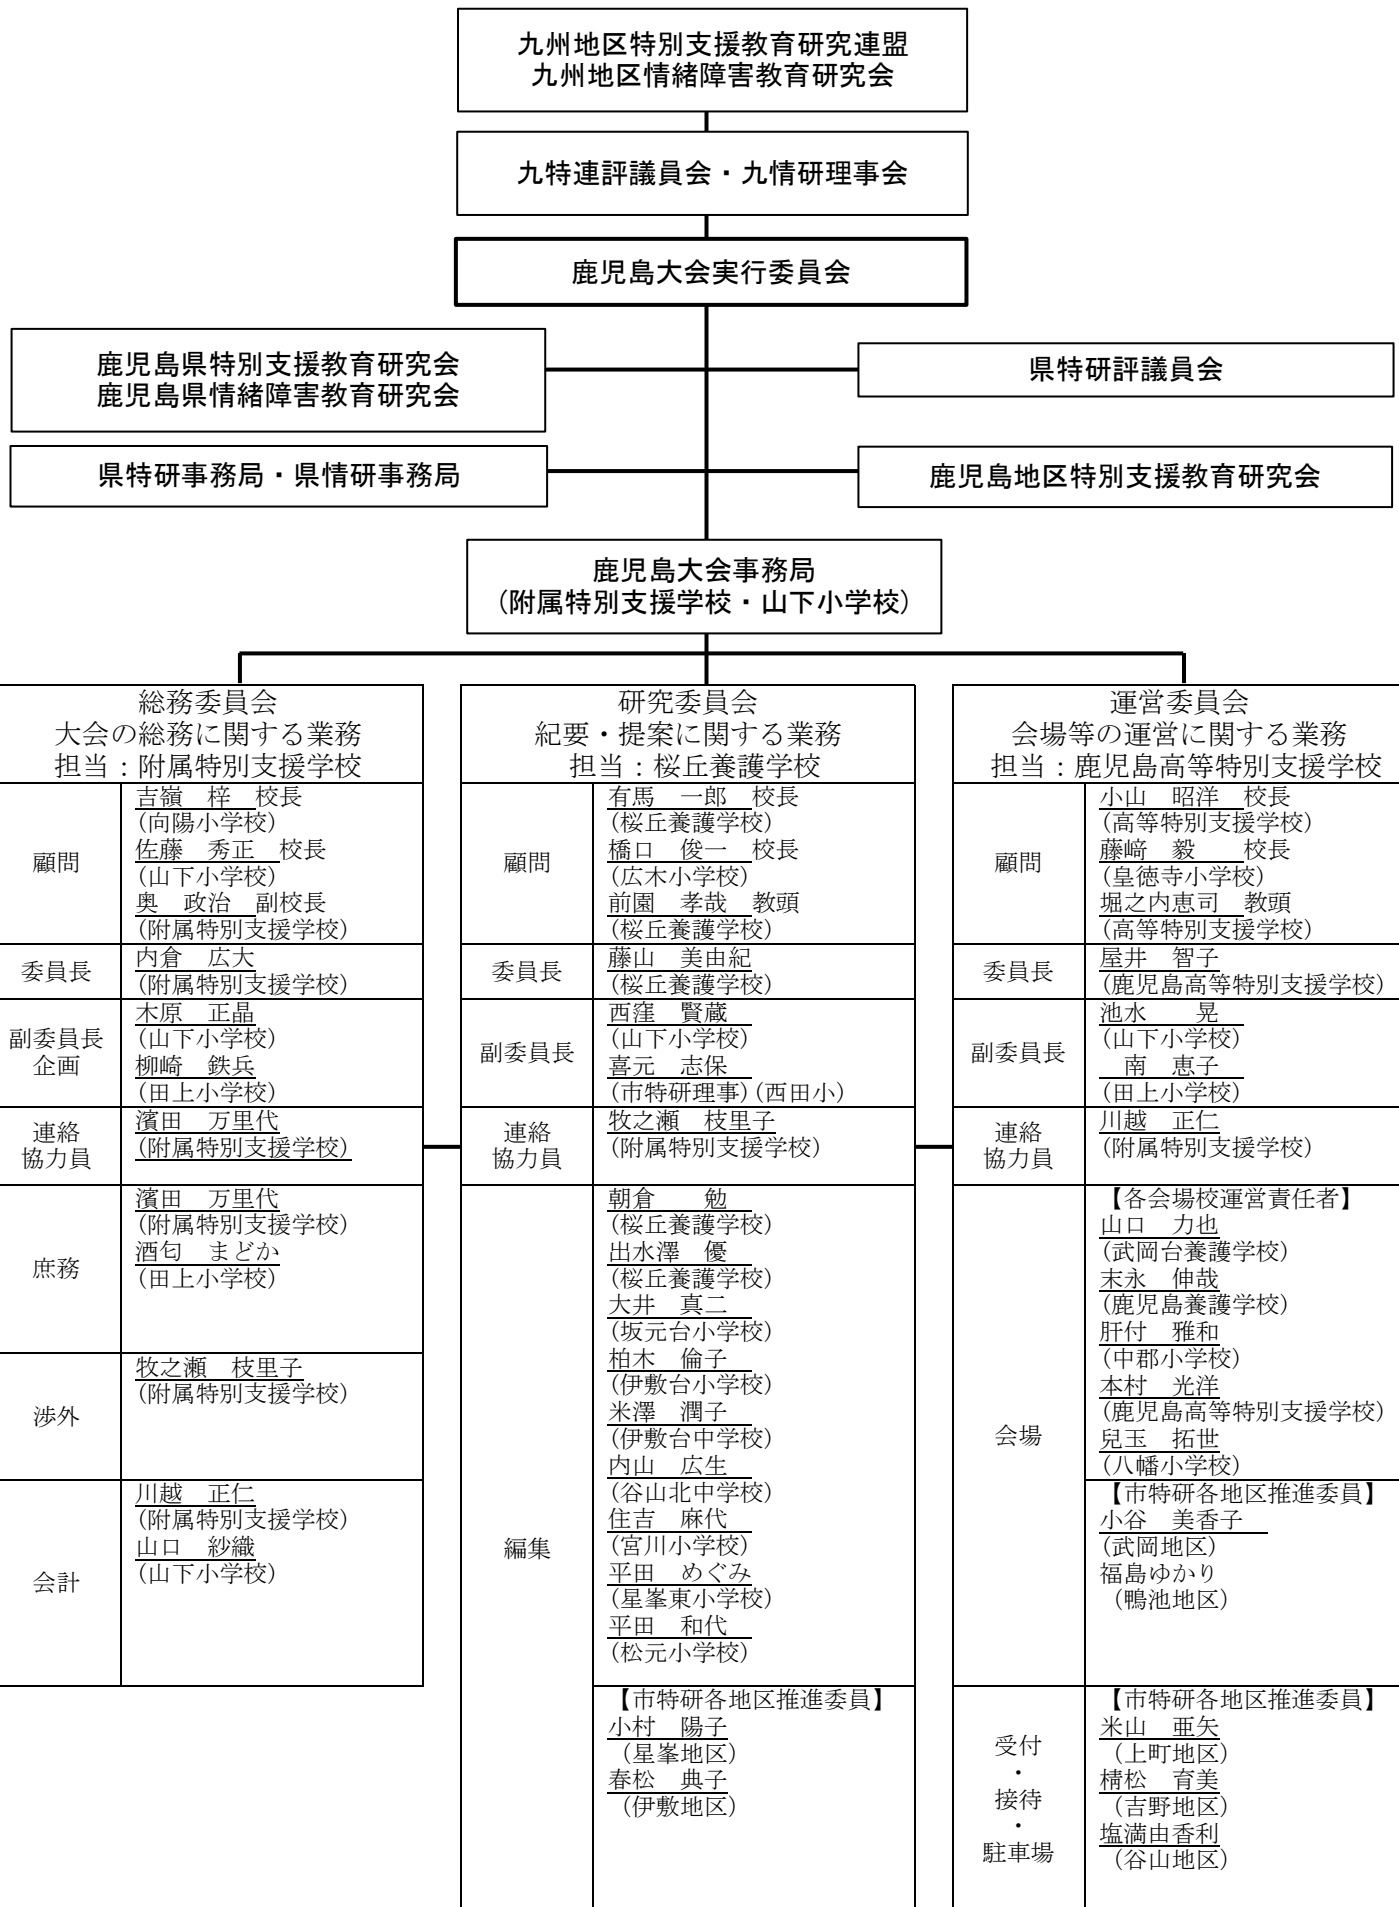 九州地区特別支援教育研究連盟
九州地区情緒障害教育研究会
九特連評議員会・九情研理事会
鹿児島大会実行委員会
鹿児島県特別支援教育研究会
鹿児島県情緒障害教育研究会
県特研評議員会
県特研事務局・県情研事務局
鹿児島地区特別支援教育研究会
鹿児島大会事務局
(附属特別支援学校・山下小学校)
総務委員会
大会の総務に関する業務
担当：附属特別支援学校
顧問
吉嶺　梓　校長
(向陽小学校)
佐藤　秀正　校長
(山下小学校)
奥　政治　副校長
(附属特別支援学校)
委員長
内倉　広大
(附属特別支援学校)
副委員長
企画
木原　正晶
(山下小学校)
柳崎　鉄兵
(田上小学校)
連絡
協力員
濱田　万里代
(附属特別支援学校)
庶務
濱田　万里代
(附属特別支援学校)
酒匂　まどか
(田上小学校)
渉外
牧之瀬　枝里子
(附属特別支援学校)
会計
川越　正仁
(附属特別支援学校)
山口　紗織
(山下小学校)
研究委員会
紀要・提案に関する業務
担当：桜丘養護学校
顧問
有馬　一郎　校長
(桜丘養護学校)
橋口　俊一　校長
(広木小学校)
前園　孝哉　教頭
(桜丘養護学校)
委員長
藤山　美由紀
(桜丘養護学校)
副委員長
西窪　賢蔵
(山下小学校)
喜元　志保
(市特研理事)(西田小)
連絡
協力員
牧之瀬　枝里子
(附属特別支援学校)
編集
朝倉　　勉
(桜丘養護学校)
出水澤　優
(桜丘養護学校)
大井　真二
(坂元台小学校)
柏木　倫子
(伊敷台小学校)
米澤　潤子
(伊敷台中学校)
内山　広生
(谷山北中学校)
住吉　麻代
(宮川小学校)
平田　めぐみ
(星峯東小学校)
平田　和代
(松元小学校)
【市特研各地区推進委員】
小村　陽子
（星峯地区）
春松　典子
（伊敷地区）
運営委員会
会場等の運営に関する業務
担当：鹿児島高等特別支援学校
顧問
小山　昭洋　校長
(高等特別支援学校)
藤﨑　毅　　校長
(皇徳寺小学校)
堀之内恵司　教頭
(高等特別支援学校)
委員長
屋井　智子
(鹿児島高等特別支援学校)
副委員長
池水　　晃
(山下小学校)
南　恵子
(田上小学校)
連絡
協力員
川越　正仁
(附属特別支援学校)
会場
【各会場校運営責任者】
山口　力也
(武岡台養護学校)
末永　伸哉
(鹿児島養護学校)
肝付　雅和
(中郡小学校)
本村　光洋
(鹿児島高等特別支援学校)
兒玉　拓世
(八幡小学校)
【市特研各地区推進委員】
小谷　美香子
(武岡地区)
福島ゆかり
（鴨池地区）
受付
・
接待
・
駐車場
【市特研各地区推進委員】
米山　亜矢
（上町地区）
樗松　育美
（吉野地区）
塩満由香利
（谷山地区）